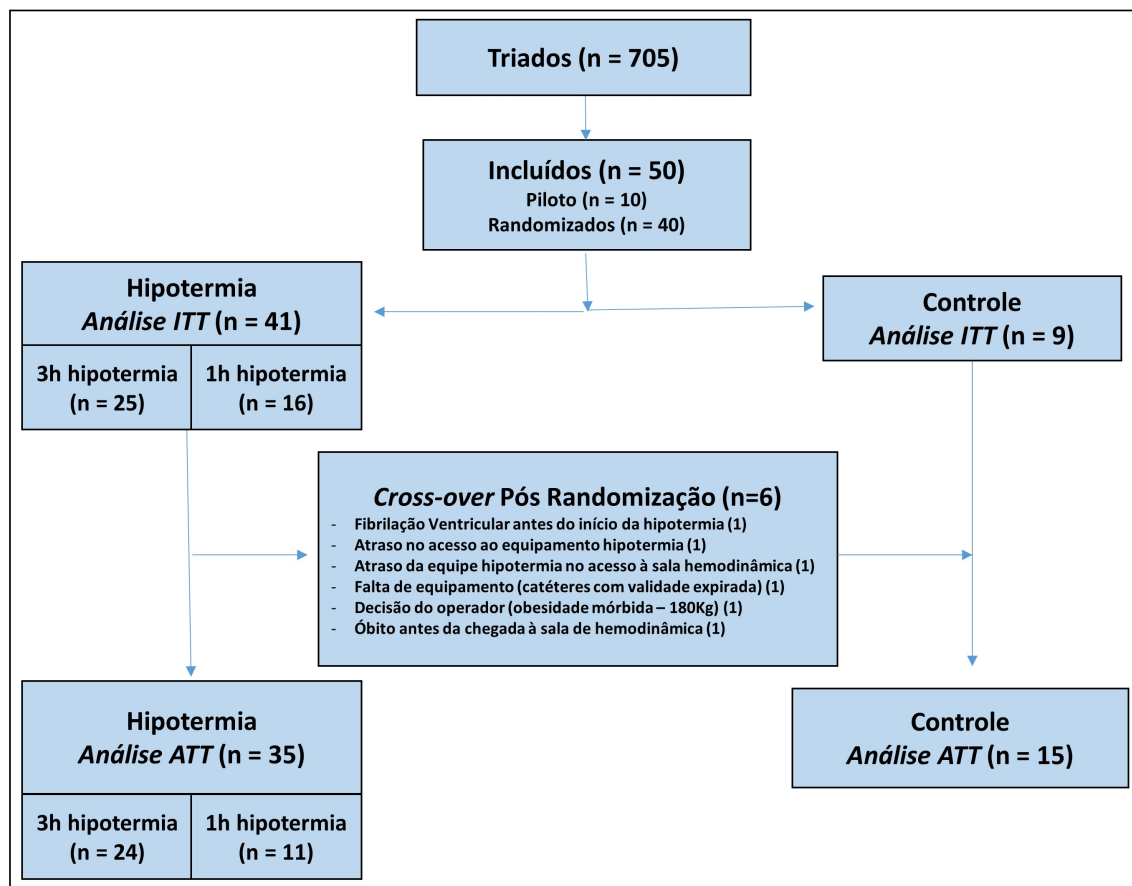 Triados (n = 705)
Incluídos (n = 50)
Piloto (n = 10)
Randomizados (n = 40)
Hipotermia
Análise ITT (n = 41)
3h hipotermia
(n = 25)
1h hipotermia
(n = 16)
Controle
Análise ITT (n = 9)
Cross-over Pós Randomização (n=6)
- Fibrilação Ventricular antes do início da hipotermia (1)
- Atraso no acesso ao equipamento hipotermia (1)
- Atraso da equipe hipotermia no acesso à sala hemodinâmica (1)
- Falta de equipamento (catéteres com validade expirada) (1)
- Decisão do operador (obesidade mórbida – 180Kg) (1)
- Óbito antes da chegada à sala de hemodinâmica (1)
Hipotermia
Análise ATT (n = 35)
3h hipotermia
(n = 24)
1h hipotermia
(n = 11)
Controle
Análise ATT (n = 15)